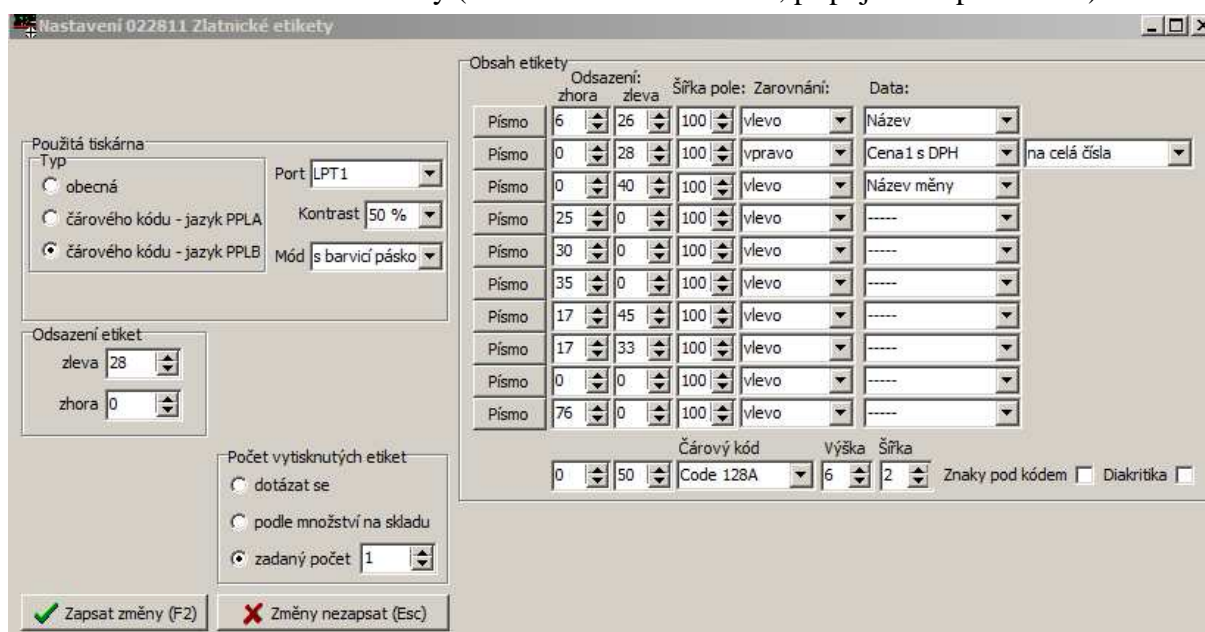 Nastavení 022811 Zlatnické etikety
Použitá tiskárna
Typ
obecná
čárového kódu - jazyk PPLA
čárového kódu - jazyk PPLB
Port LPT1
Kontrast 50 %
Mód s barvicí pásko
Odsazení etiket
zleva 28
zhora 0
Počet vytisknutých etiket
dotázat se
podle množství na skladu
zadaný počet 1
Zapsat změny (F2) Změny nezapsat (Esc)
Obsah etikety
Odsazení:
zhora zleva Šířka pole: Zarovnání: Data:
Písmo 6 26 100 vlevo Název
Písmo 0 28 100 vpravo Cena1 s DPH na celá čísla
Písmo 0 40 100 vlevo Název měny
Písmo 25 0 100 vlevo -----
Písmo 30 0 100 vlevo -----
Písmo 35 0 100 vlevo -----
Písmo 17 45 100 vlevo -----
Písmo 17 33 100 vlevo -----
Písmo 0 0 100 vlevo -----
Písmo 76 0 100 vlevo -----
Čárový kód Výška Šířka
0 50 Code 128A 6 2 Znaky pod kódem Diakritika